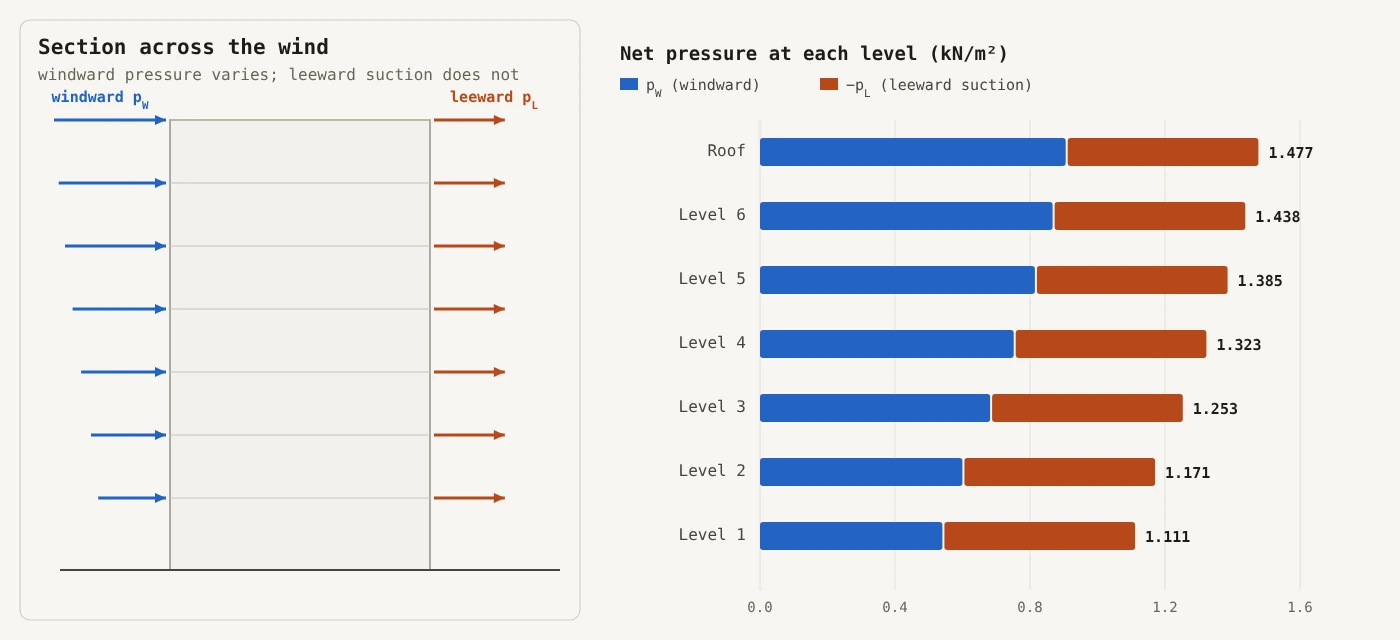 Section across the wind
windward pressure varies; leeward suction does not
windward pW
leeward pL
Net pressure at each level (kN/m²)
pW (windward)
−pL (leeward suction)
Roof
1.477
Level 6
1.438
Level 5
1.385
Level 4
1.323
Level 3
1.253
Level 2
1.171
Level 1
1.111
0.0 0.4 0.8 1.2 1.6